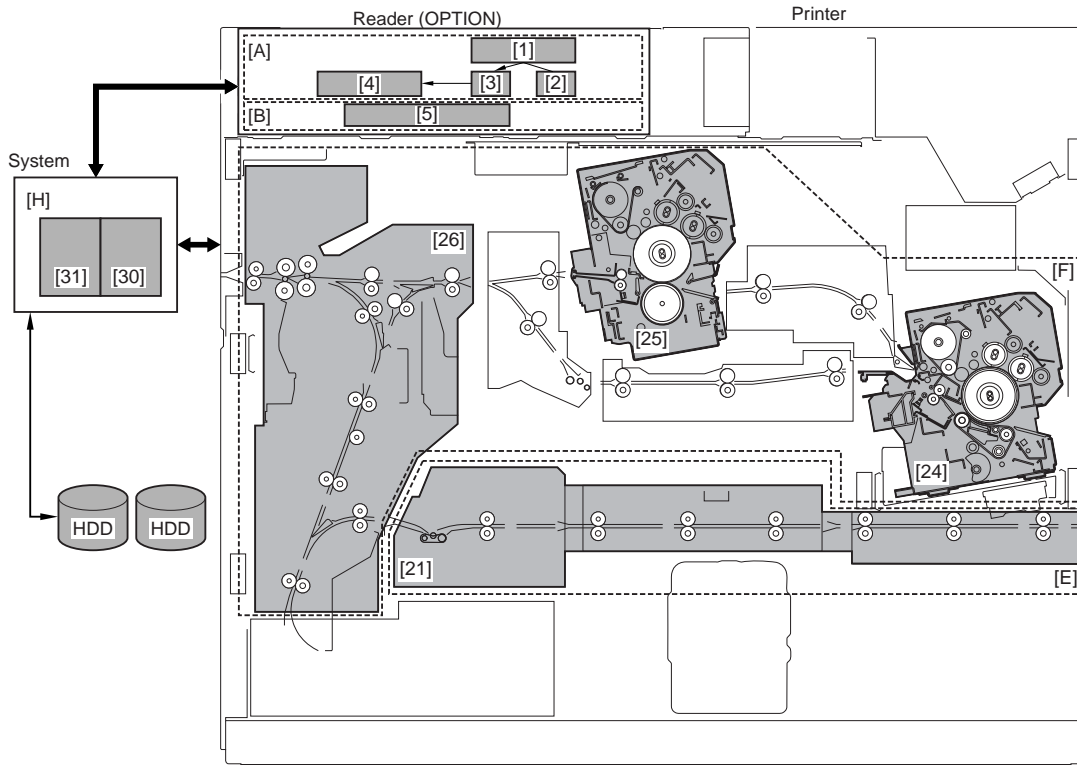 Reader (OPTION)
Printer
[A]
[1]
[4]
[3]
[2]
[B]
[5]
System
[H]
[31]
[30]
[26]
[25]
[F]
[24]
HDD
HDD
[21]
[E]